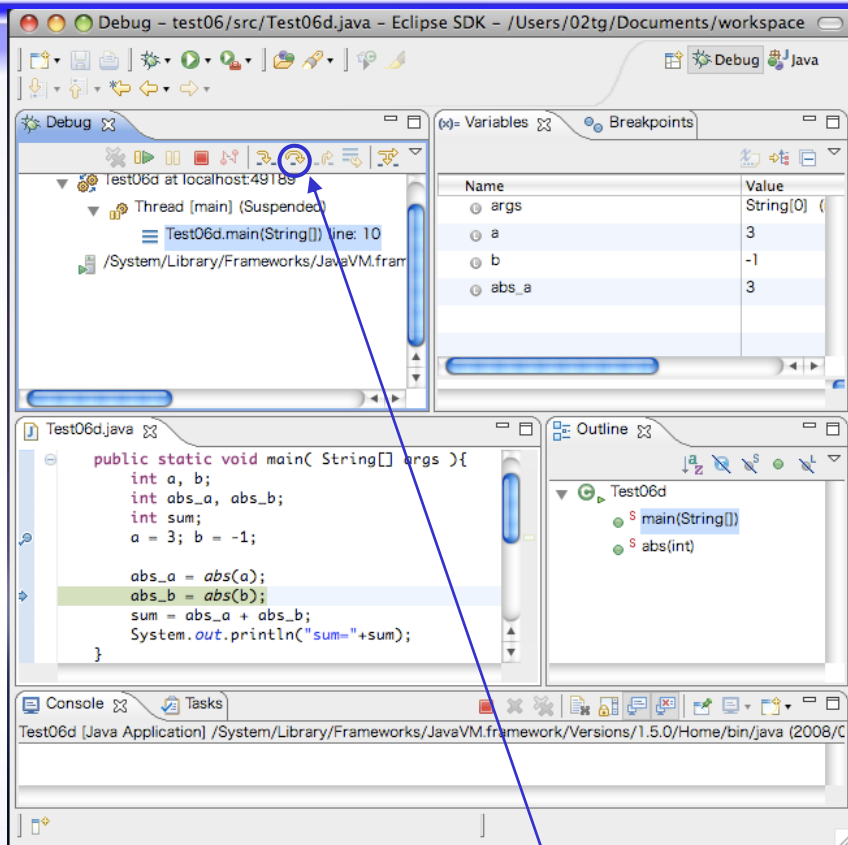 Debug - test06/src/Test06d.java - Eclipse SDK - /Users/02tg/Documents/workspace
Debug
Java
Debug
Test06d at localhost:49189
Thread [main] (Suspended)
Test06d.main(String[]) line: 10
/System/Library/Frameworks/JavaVM.fram
(x)= Variables
Breakpoints
Name Value
args String[0] (
a 3
b -1
abs_a 3
Test06d.java
public static void main( String[] args ){
int a, b;
int abs_a, abs_b;
int sum;
a = 3; b = -1;
abs_a = abs(a);
abs_b = abs(b);
sum = abs_a + abs_b;
System.out.println("sum="+sum);
}
Outline
Test06d
main(String[])
abs(int)
Console
Tasks
Test06d [Java Application] /System/Library/Frameworks/JavaVM.framework/Versions/1.5.0/Home/bin/java (2008/0